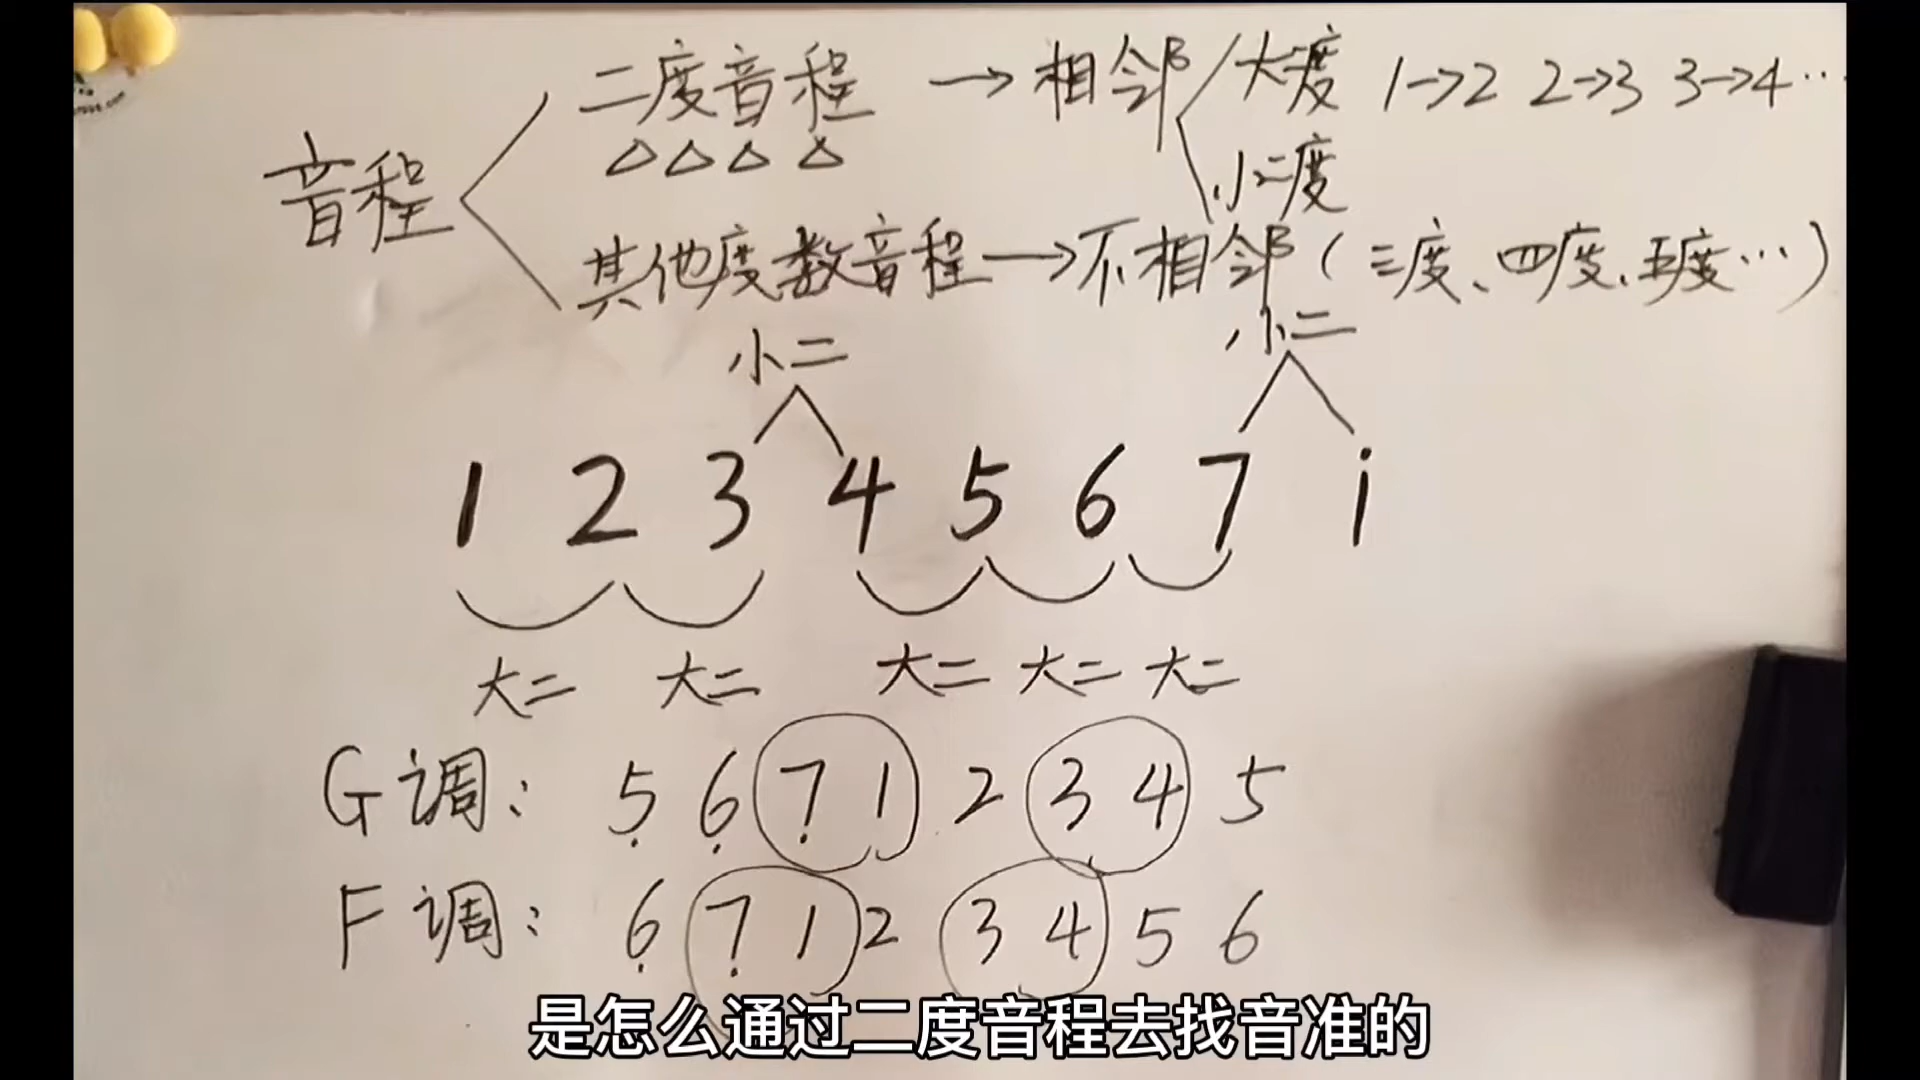 二度音程 → 相邻 大二度 1→2 2→3 3→4 …
小二度
音程
其他度数音程 → 不相邻（三度、四度、五度…）
小二 小二
1 2 3 4 5 6 7 i
大二 大二 大二 大二 大二
G调： 5̣ 6̣ 7̣ 1 2 3 4 5
F调： 6̣ 7̣ 1 2 3 4 5 6
是怎么通过二度音程去找音准的